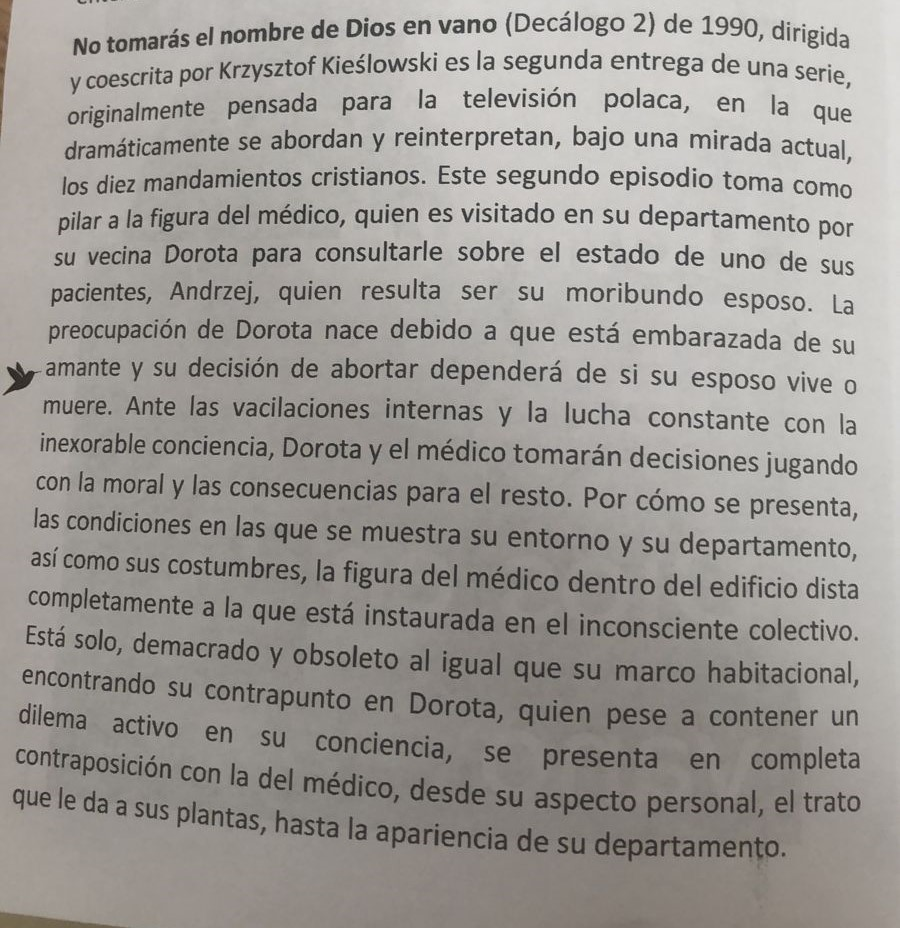 No tomarás el nombre de Dios en vano (Decálogo 2) de 1990, dirigida
y coescrita por Krzysztof Kieślowski es la segunda entrega de una serie,
originalmente pensada para la televisión polaca, en la que
dramáticamente se abordan y reinterpretan, bajo una mirada actual,
los diez mandamientos cristianos. Este segundo episodio toma como
pilar a la figura del médico, quien es visitado en su departamento por
su vecina Dorota para consultarle sobre el estado de uno de sus
pacientes, Andrzej, quien resulta ser su moribundo esposo. La
preocupación de Dorota nace debido a que está embarazada de su
amante y su decisión de abortar dependerá de si su esposo vive o
muere. Ante las vacilaciones internas y la lucha constante con la
inexorable conciencia, Dorota y el médico tomarán decisiones jugando
con la moral y las consecuencias para el resto. Por cómo se presenta,
las condiciones en las que se muestra su entorno y su departamento,
así como sus costumbres, la figura del médico dentro del edificio dista
completamente a la que está instaurada en el inconsciente colectivo.
Está solo, demacrado y obsoleto al igual que su marco habitacional,
encontrando su contrapunto en Dorota, quien pese a contener un
dilema activo en su conciencia, se presenta en completa
contraposición con la del médico, desde su aspecto personal, el trato
que le da a sus plantas, hasta la apariencia de su departamento.